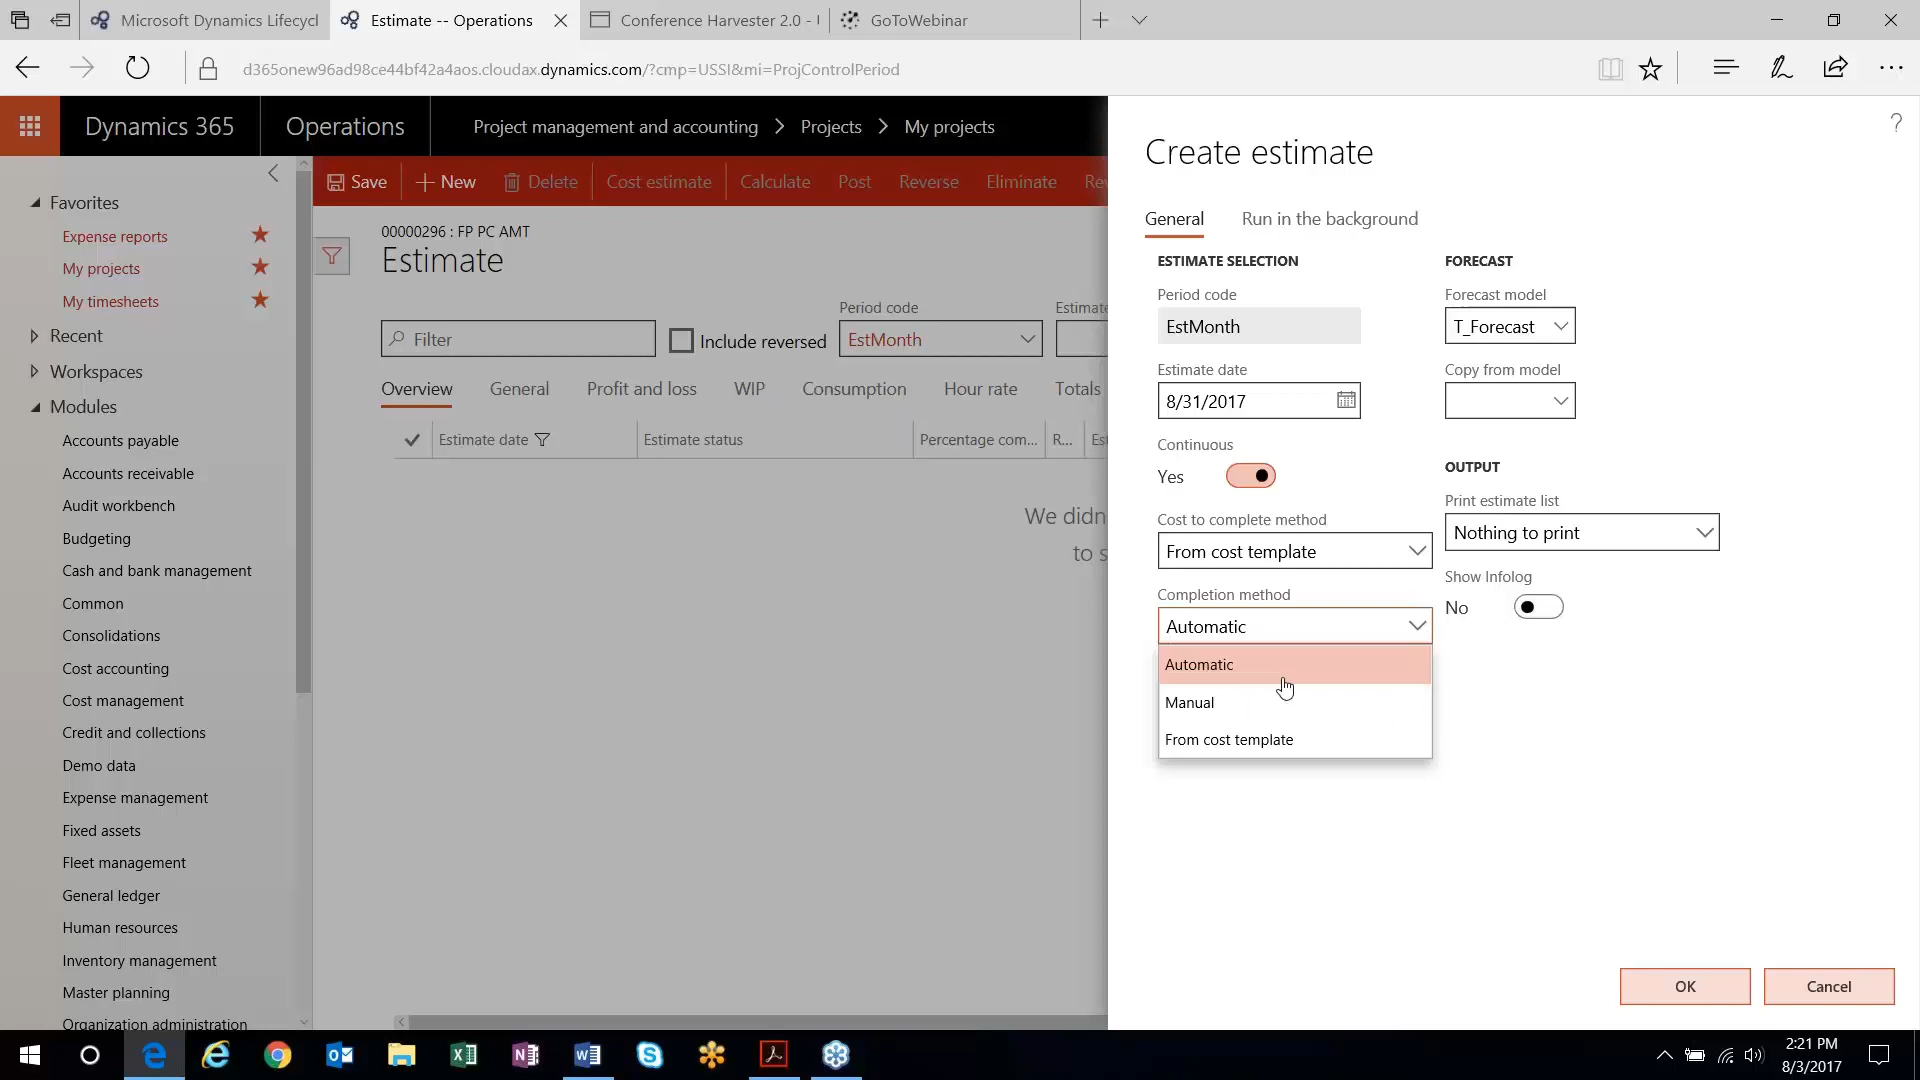 Microsoft Dynamics Lifecycl
Estimate -- Operations
Conference Harvester 2.0 -
GoToWebinar
d365onew96ad98ce44bf42a4aos.cloudax.dynamics.com/?cmp=USSI&mi=ProjControlPeriod
Dynamics 365
Operations
Project management and accounting > Projects > My projects
Save
New
Delete
Cost estimate
Calculate
Post
Reverse
Eliminate
Rev
Favorites
Expense reports
My projects
My timesheets
Recent
Workspaces
Modules
Accounts payable
Accounts receivable
Audit workbench
Budgeting
Cash and bank management
Common
Consolidations
Cost accounting
Cost management
Credit and collections
Demo data
Expense management
Fixed assets
Fleet management
General ledger
Human resources
Inventory management
Master planning
Organization administration
00000296 : FP PC AMT
Estimate
Filter
Include reversed
Period code
EstMonth
Estimate
Overview
General
Profit and loss
WIP
Consumption
Hour rate
Totals
Estimate date
Estimate status
Percentage com...
R...
Es
We didn
to s
?
Create estimate
General
Run in the background
ESTIMATE SELECTION
Period code
EstMonth
Estimate date
8/31/2017
Continuous
Yes
Cost to complete method
From cost template
Completion method
Automatic
Automatic
Manual
From cost template
FORECAST
Forecast model
T_Forecast
Copy from model
OUTPUT
Print estimate list
Nothing to print
Show Infolog
No
OK
Cancel
2:21 PM
8/3/2017